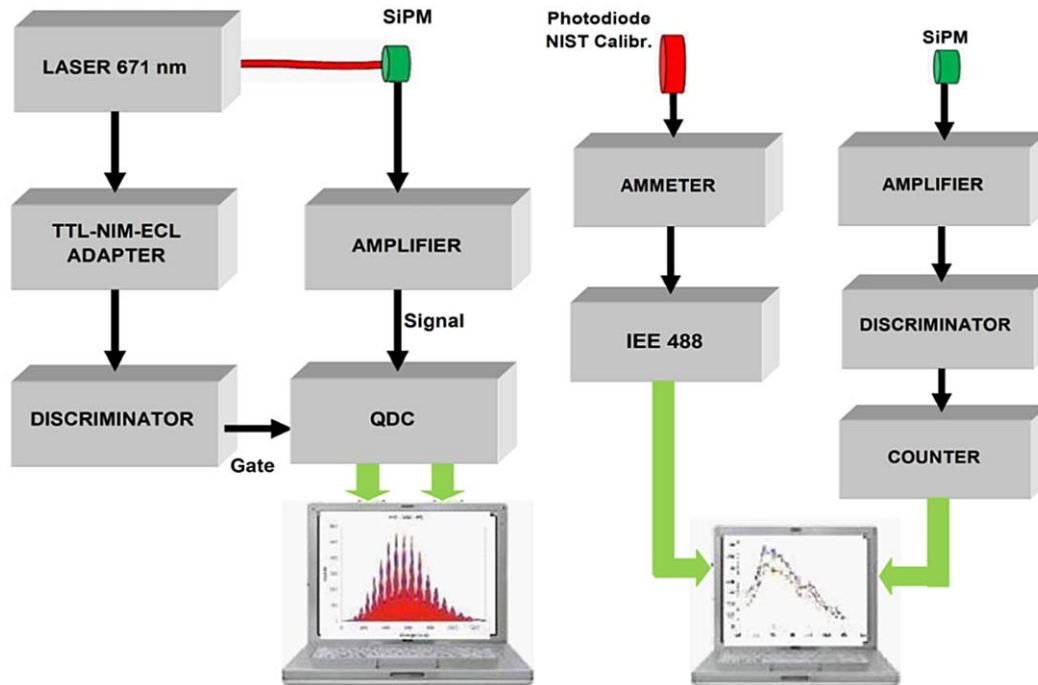 SiPM
LASER 671 nm
TTL-NIM-ECL
ADAPTER
AMPLIFIER
Signal
DISCRIMINATOR
QDC
Gate
Photodiode
NIST Calibr.
SiPM
AMMETER
AMPLIFIER
IEE 488
DISCRIMINATOR
COUNTER